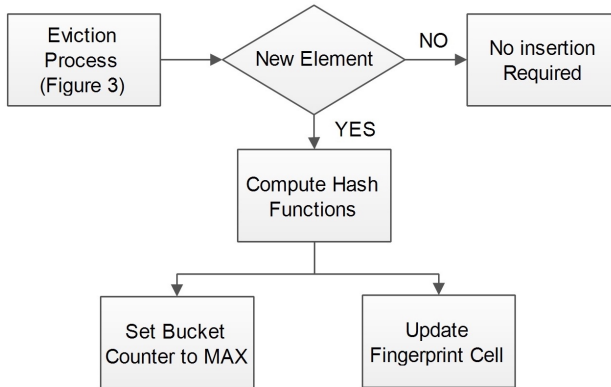 Eviction
Process
(Figure 3)
New Element
NO
No insertion
Required
YES
Compute Hash
Functions
Set Bucket
Counter to MAX
Update
Fingerprint Cell